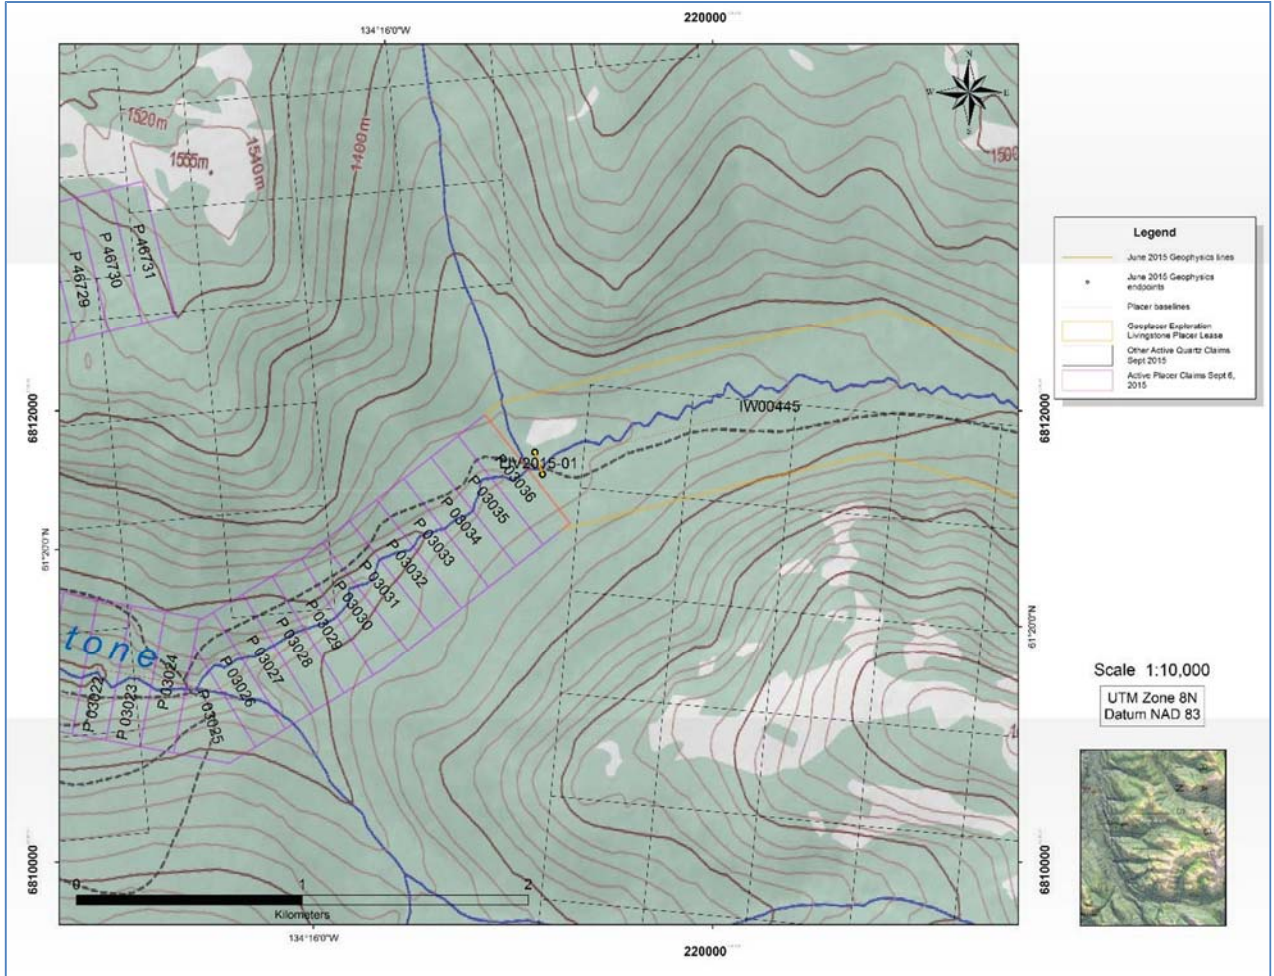 220000
134°16'0"W
N
W
E
S
1520m
1555m
1540m
1400m
P 46729
P 46730
P 46731
Legend
June 2015 Geophysics lines
June 2015 Geophysics
endpoints
Placer baselines
Geoplacer Exploration
Livingstone Placer Lease
Other Active Quartz Claims
Sept 2015
Active Placer Claims Sept 6,
2015
6812000
6812000
IW00445
LIV2015-01
P 03036
P 03035
P 03034
P 03033
P 03032
P 03031
P 03030
P 03029
P 03028
P 03027
P 03026
P 03025
P 03024
P 03023
P 03022
tone
61°20'0"N
61°20'0"N
Scale 1:10,000
UTM Zone 8N
Datum NAD 83
6810000
6810000
0
1
2
Kilometers
134°16'0"W
220000